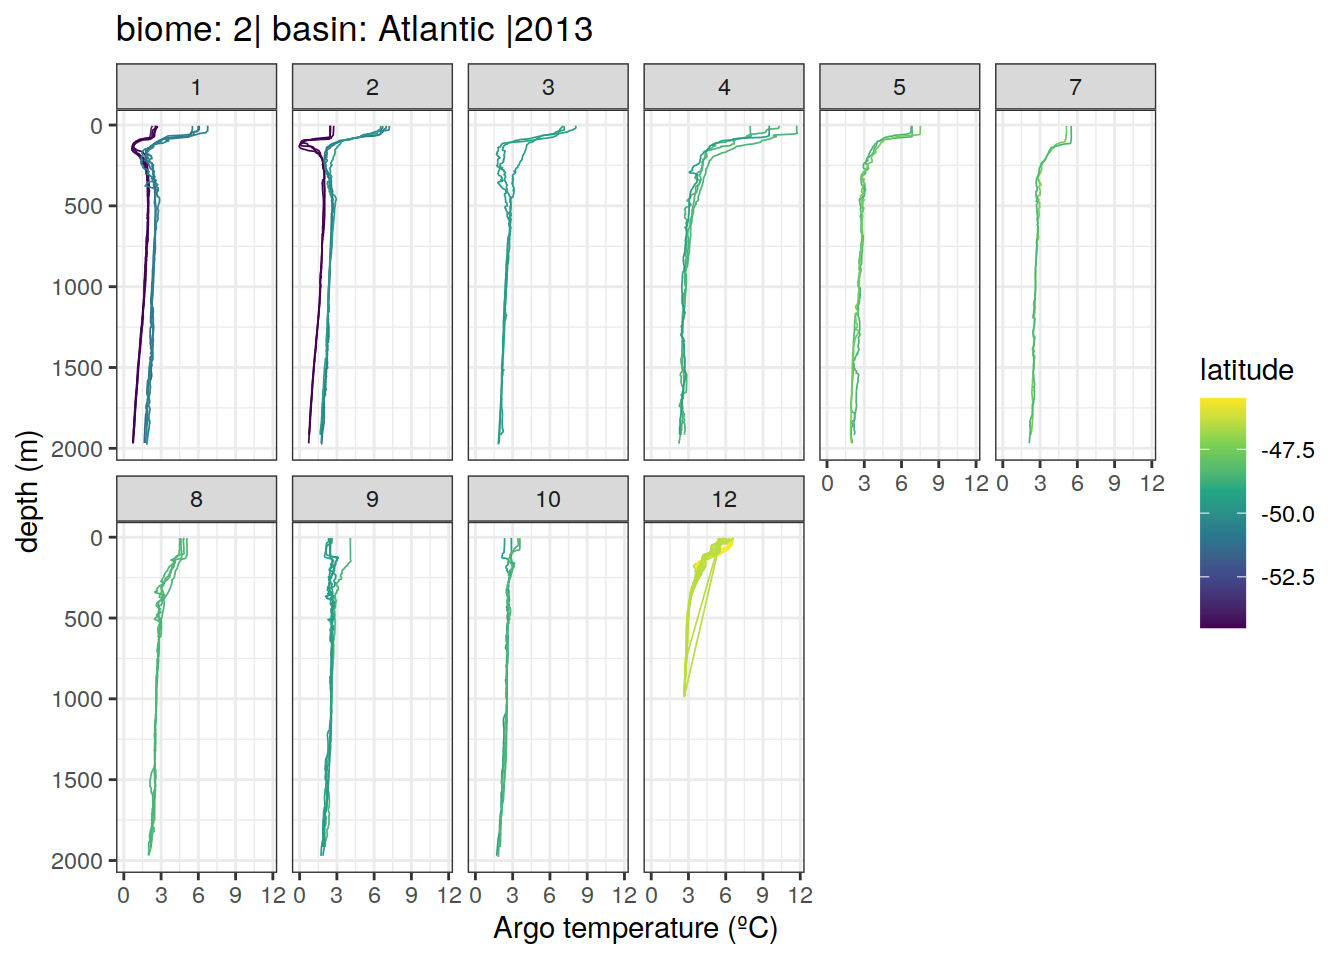 biome: 2| basin: Atlantic |2013
1 2 3 4 5 7
0
500
1000
1500
2000
0 3 6 9 12 0 3 6 9 12
8 9 10 12
0
500
1000
1500
2000
0 3 6 9 12 0 3 6 9 12 0 3 6 9 12 0 3 6 9 12
depth (m)
Argo temperature (ºC)
latitude
-47.5
-50.0
-52.5